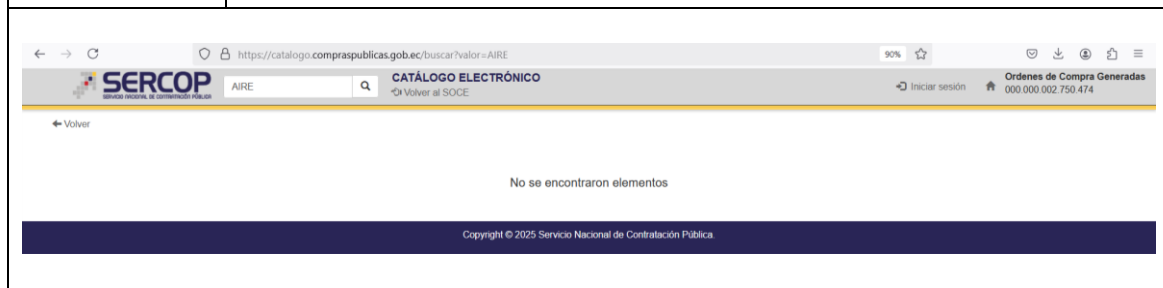 https://catalogo.compraspublicas.gob.ec/buscar?valor=AIRE 90%
SERCOP
SERVICIO NACIONAL DE CONTRATACIÓN PÚBLICA
AIRE
CATÁLOGO ELECTRÓNICO
Volver al SOCE
Iniciar sesión
Ordenes de Compra Generadas
000.000.002.750.474
Volver
No se encontraron elementos
Copyright © 2025 Servicio Nacional de Contratación Pública.